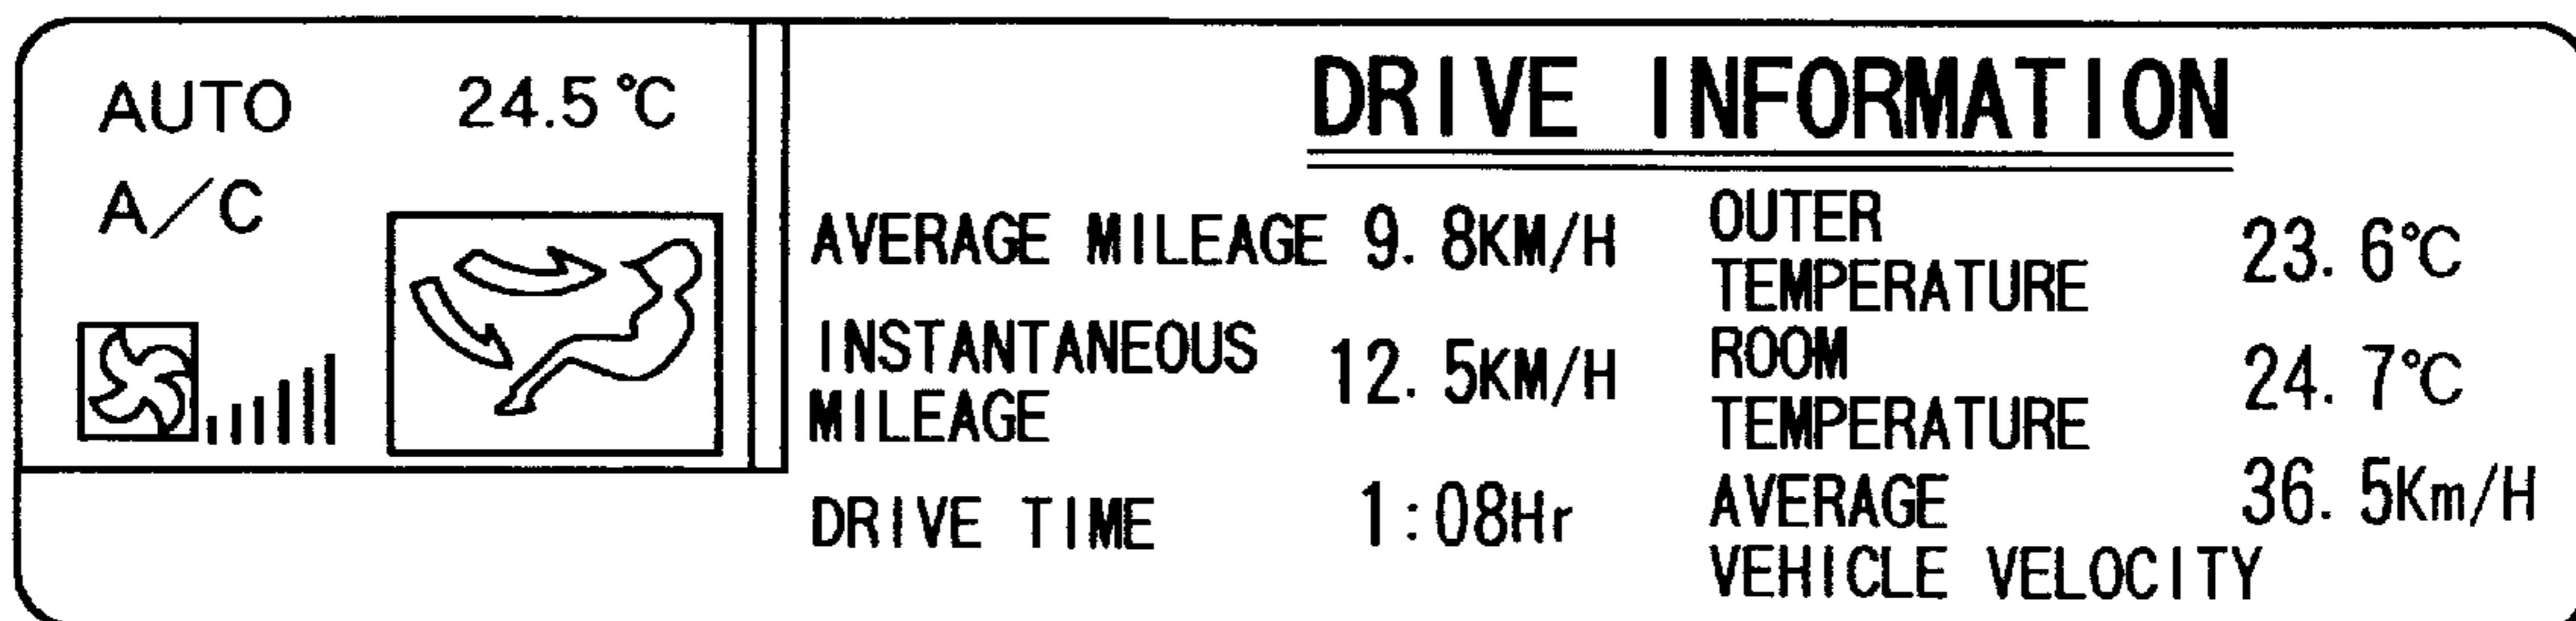 AUTO 24.5℃
A/C
DRIVE INFORMATION
AVERAGE MILEAGE 9.8KM/H
INSTANTANEOUS
MILEAGE 12.5KM/H
DRIVE TIME 1:08Hr
OUTER
TEMPERATURE 23.6℃
ROOM
TEMPERATURE 24.7℃
AVERAGE
VEHICLE VELOCITY 36.5Km/H